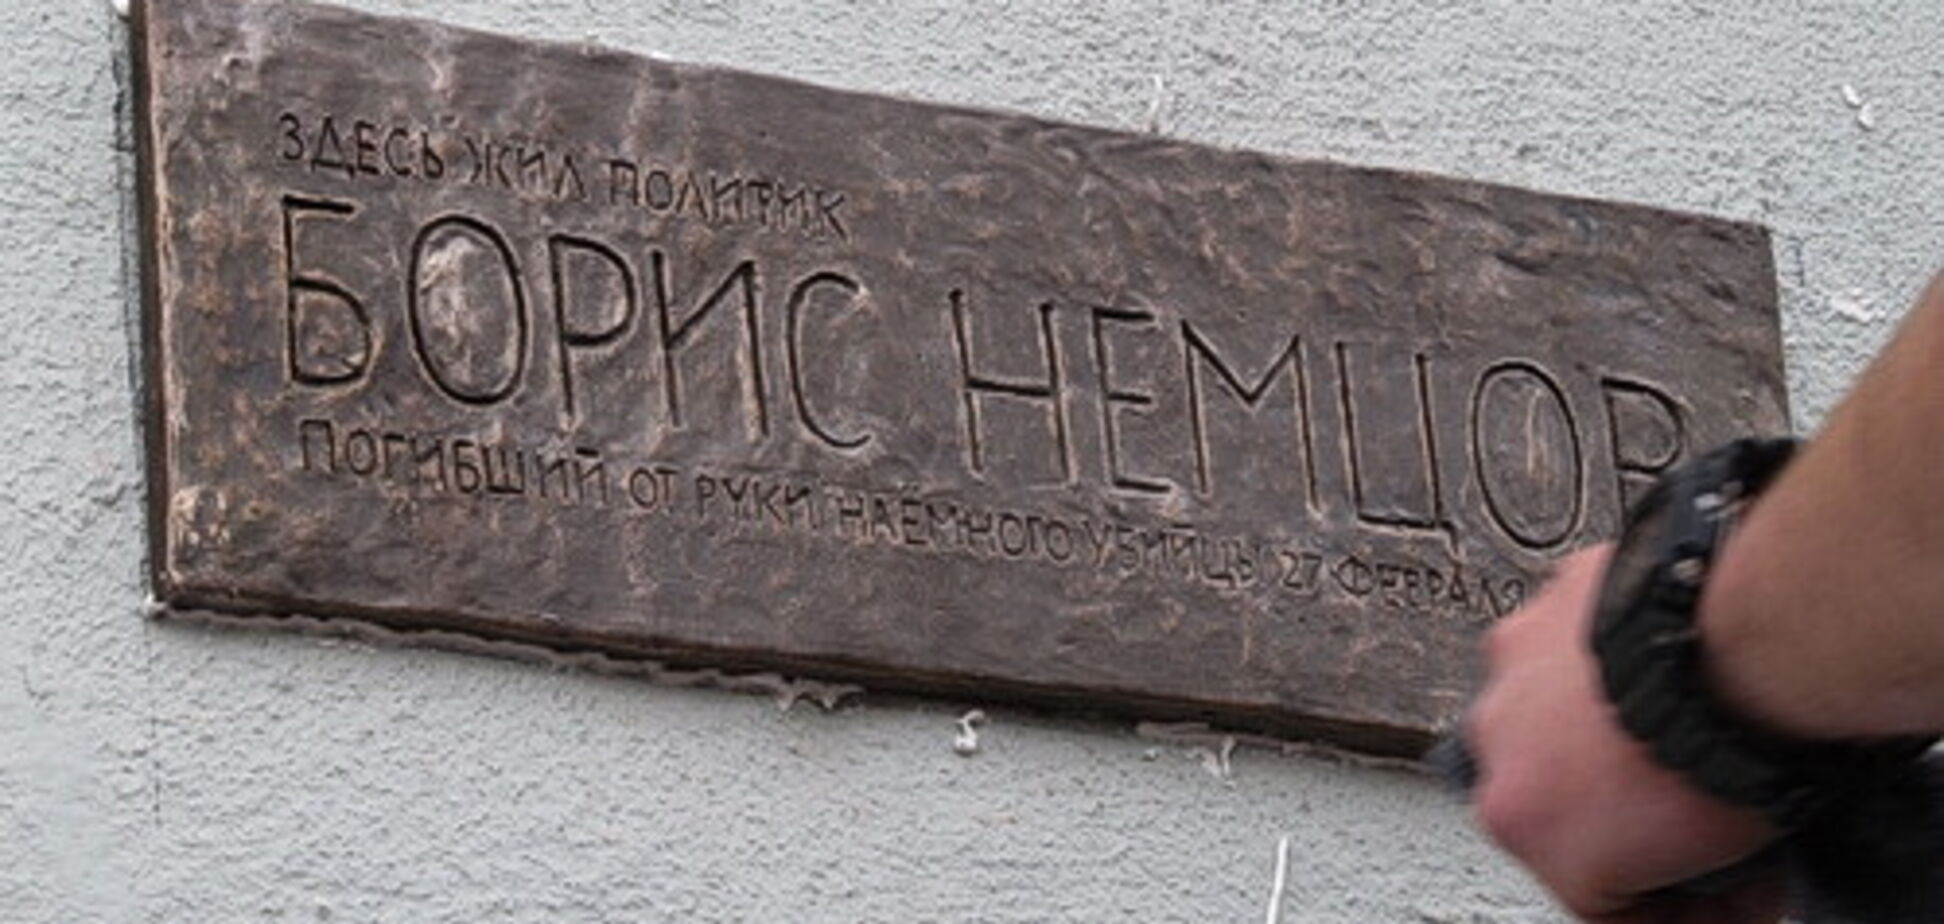 ЗДЕСЬ ЖИЛ ПОЛИТИК
БОРИС НЕМЦОВ
ПОГИБШИЙ ОТ РУКИ НАЁМНОГО УБИЙЦЫ 27 ФЕВРАЛЯ